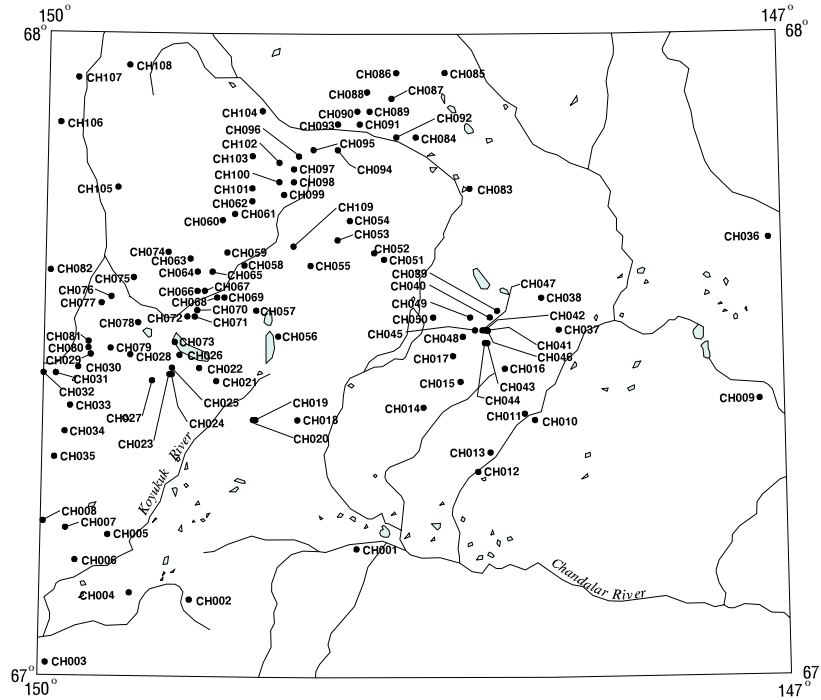 150° 147°
68° 68°
CH108
CH107
CH086 CH085
CH088 CH087
CH104 CH090 CH089
CH106 CH093 CH091 CH092
CH096 CH084
CH102 CH095
CH103 CH094
CH100 CH097
CH098
CH105 CH101 CH099 CH083
CH062
CH061 CH109
CH060 CH054
CH053 CH036
CH074 CH059 CH052
CH063 CH051
CH082 CH064 CH058 CH055
CH075 CH065 CH039
CH076 CH066 CH067 CH040 CH047
CH077 CH068 CH069 CH049 CH038
CH070 CH057 CH050 CH042
CH078 CH072 CH071 CH045 CH037
CH081 CH073 CH056 CH048 CH041
CH080 CH079 CH028 CH026 CH017 CH046
CH029 CH030 CH022 CH016
CH031 CH021 CH015 CH043
CH032 CH025 CH044 CH009
CH033 CH027 CH019 CH014 CH011
CH034 CH023 CH024 CH018 CH010
CH020
CH035 CH013
CH012
Koyukuk River
CH008
CH007
CH005
CH006 CH001
Chandalar River
CH004 CH002
CH003
67° 67
150° 147°